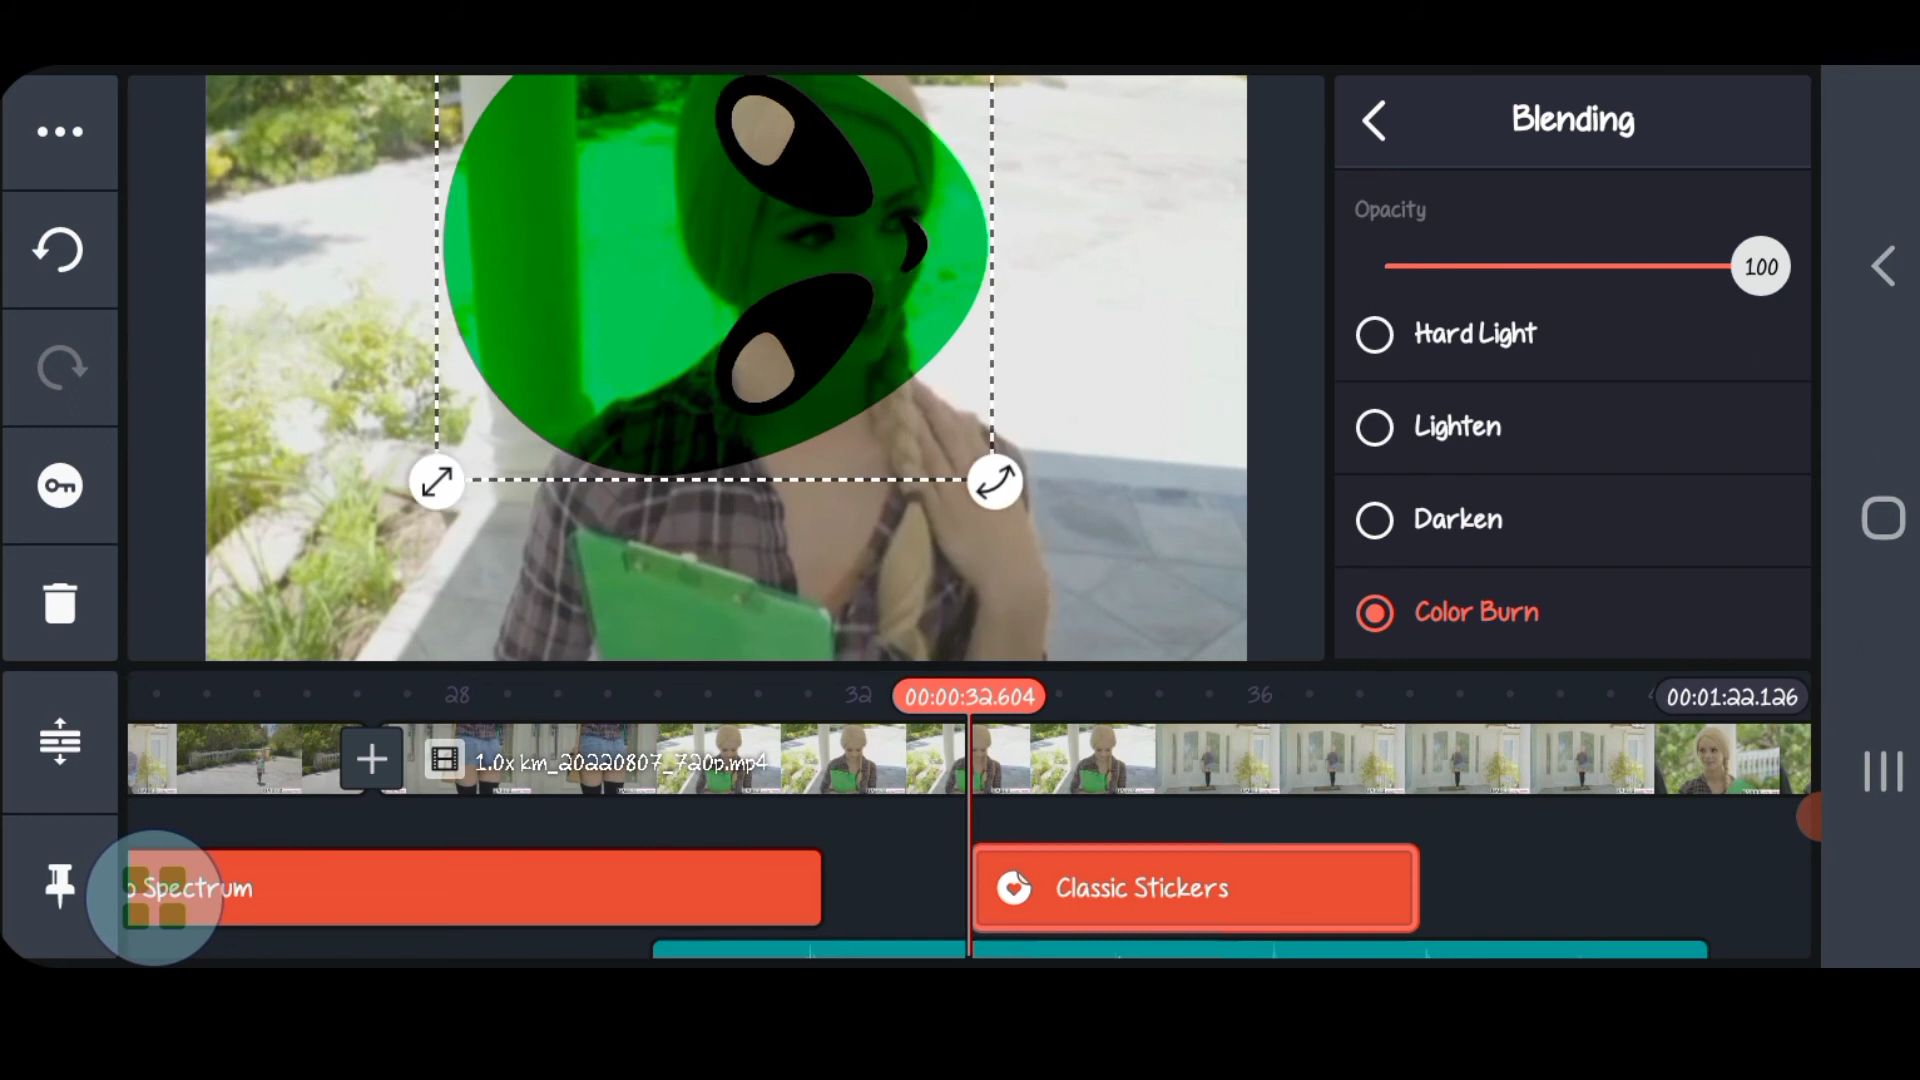 Blending
Opacity
100
Hard Light
Lighten
Darken
Color Burn
28
32
00:00:32.604
36
00:01:22.126
1.0x km_20220807_720p.mp4
Spectrum
Classic Stickers